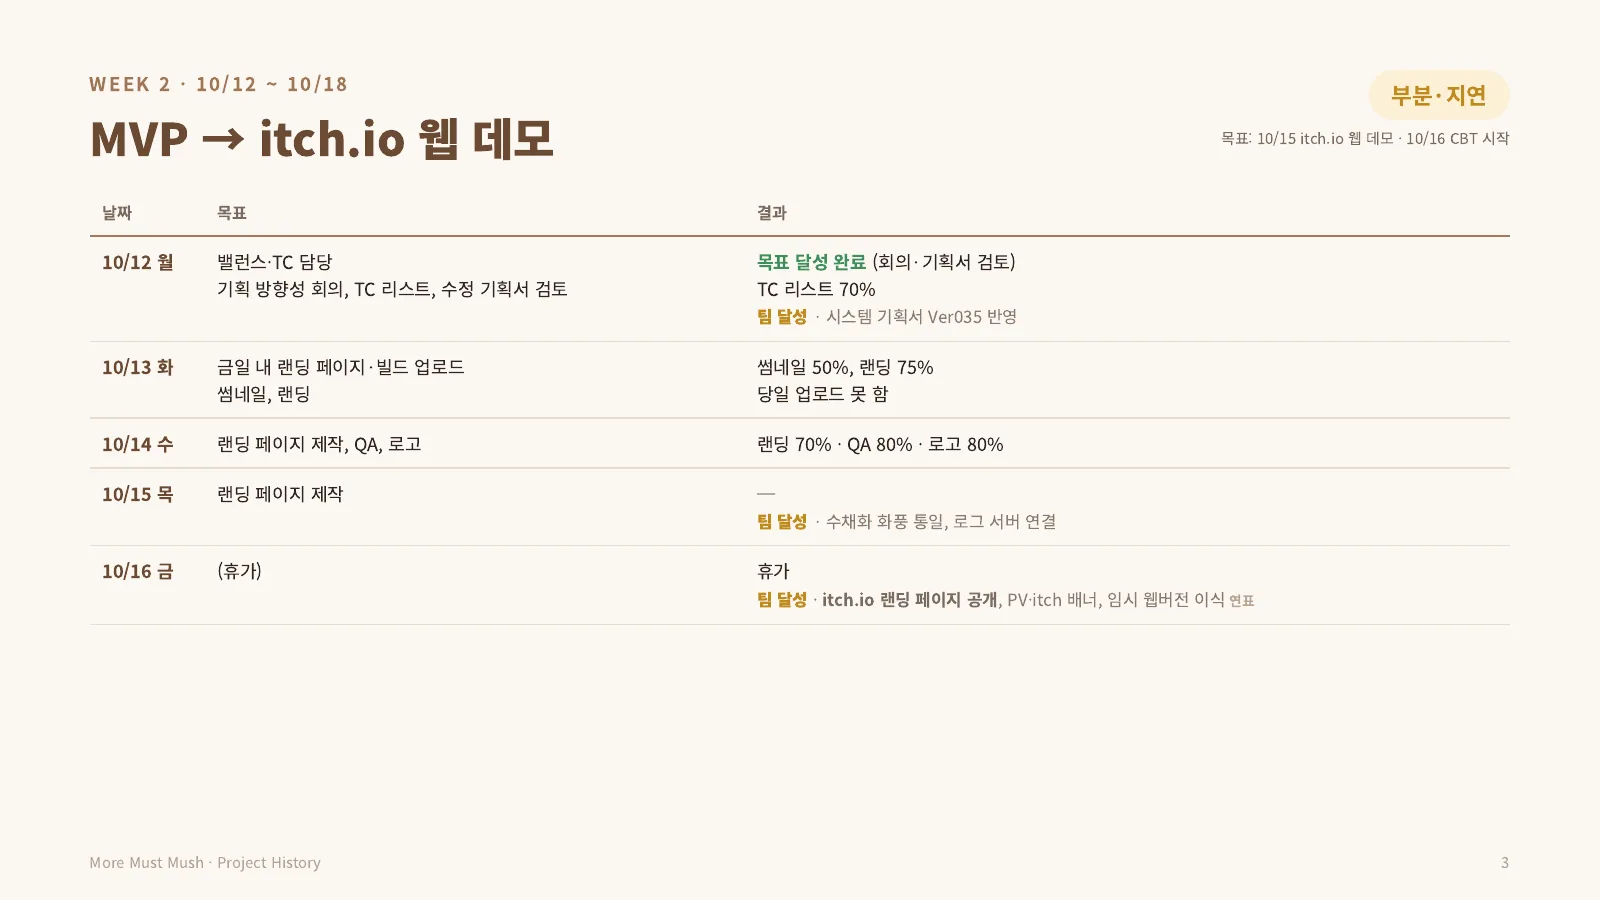 WEEK 2 · 10/12 ~ 10/18
MVP → itch.io 웹 데모
부분·지연
목표: 10/15 itch.io 웹 데모 · 10/16 CBT 시작
날짜 목표 결과
10/12 월 밸런스·TC 담당 목표 달성 완료 (회의·기획서 검토)
기획 방향성 회의, TC 리스트, 수정 기획서 검토 TC 리스트 70%
팀 달성 · 시스템 기획서 Ver035 반영
10/13 화 금일 내 랜딩 페이지·빌드 업로드 썸네일 50%, 랜딩 75%
썸네일, 랜딩 당일 업로드 못 함
10/14 수 랜딩 페이지 제작, QA, 로고 랜딩 70% · QA 80% · 로고 80%
10/15 목 랜딩 페이지 제작 —
팀 달성 · 수채화 화풍 통일, 로그 서버 연결
10/16 금 (휴가) 휴가
팀 달성 · itch.io 랜딩 페이지 공개, PV·itch 배너, 임시 웹버전 이식 연표
More Must Mush · Project History 3